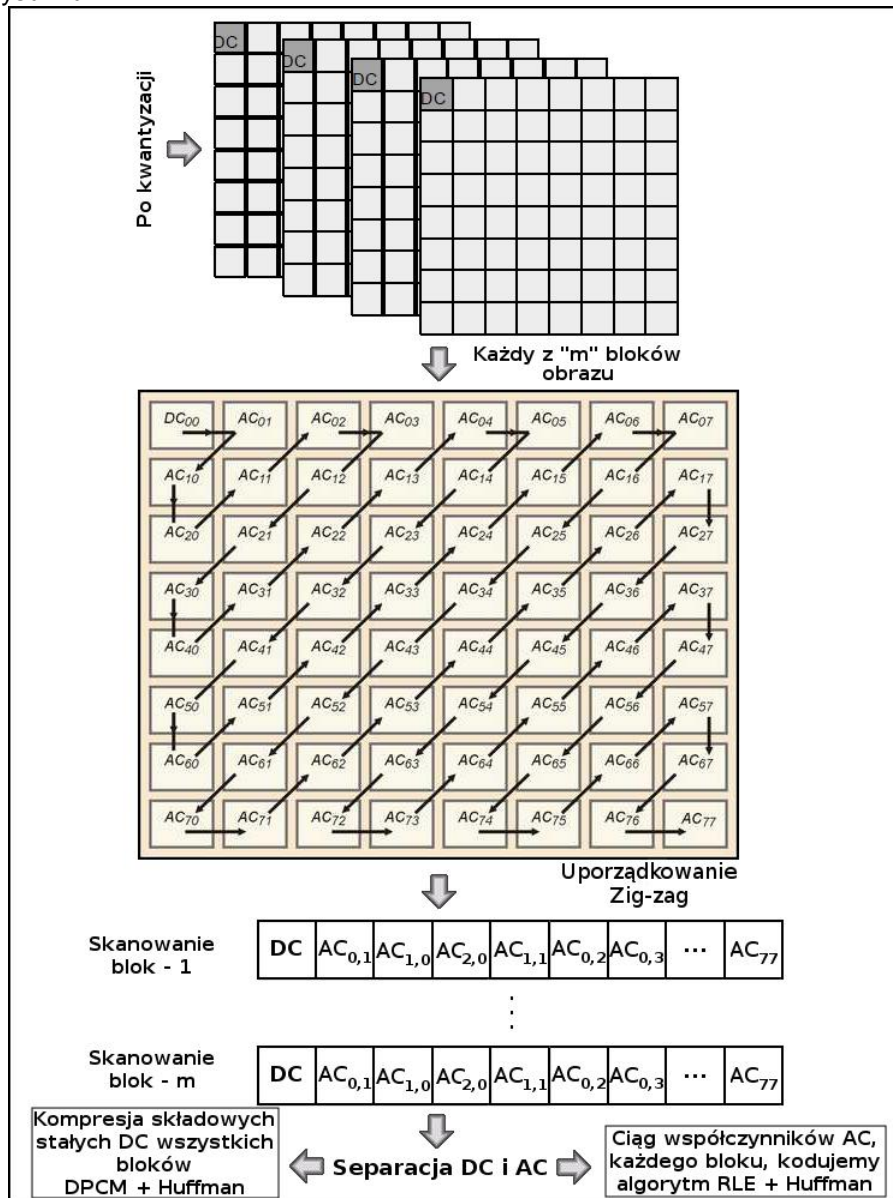 DC
DC
DC
DC
Po kwantyzacji
Każdy z "m" bloków
obrazu
DC00 AC01 AC02 AC03 AC04 AC05 AC06 AC07
AC10 AC11 AC12 AC13 AC14 AC15 AC16 AC17
AC20 AC21 AC22 AC23 AC24 AC25 AC26 AC27
AC30 AC31 AC32 AC33 AC34 AC35 AC36 AC37
AC40 AC41 AC42 AC43 AC44 AC45 AC46 AC47
AC50 AC51 AC52 AC53 AC54 AC55 AC56 AC57
AC60 AC61 AC62 AC63 AC64 AC65 AC66 AC67
AC70 AC71 AC72 AC73 AC74 AC75 AC76 AC77
Uporządkowanie
Zig-zag
Skanowanie
blok - 1
DC AC0,1 AC1,0 AC2,0 AC1,1 AC0,2 AC0,3 ... AC77
Skanowanie
blok - m
DC AC0,1 AC1,0 AC2,0 AC1,1 AC0,2 AC0,3 ... AC77
Kompresja składowych
stałych DC wszystkich
bloków
DPCM + Huffman
Separacja DC i AC
Ciąg współczynników AC,
każdego bloku, kodujemy
algorytm RLE + Huffman